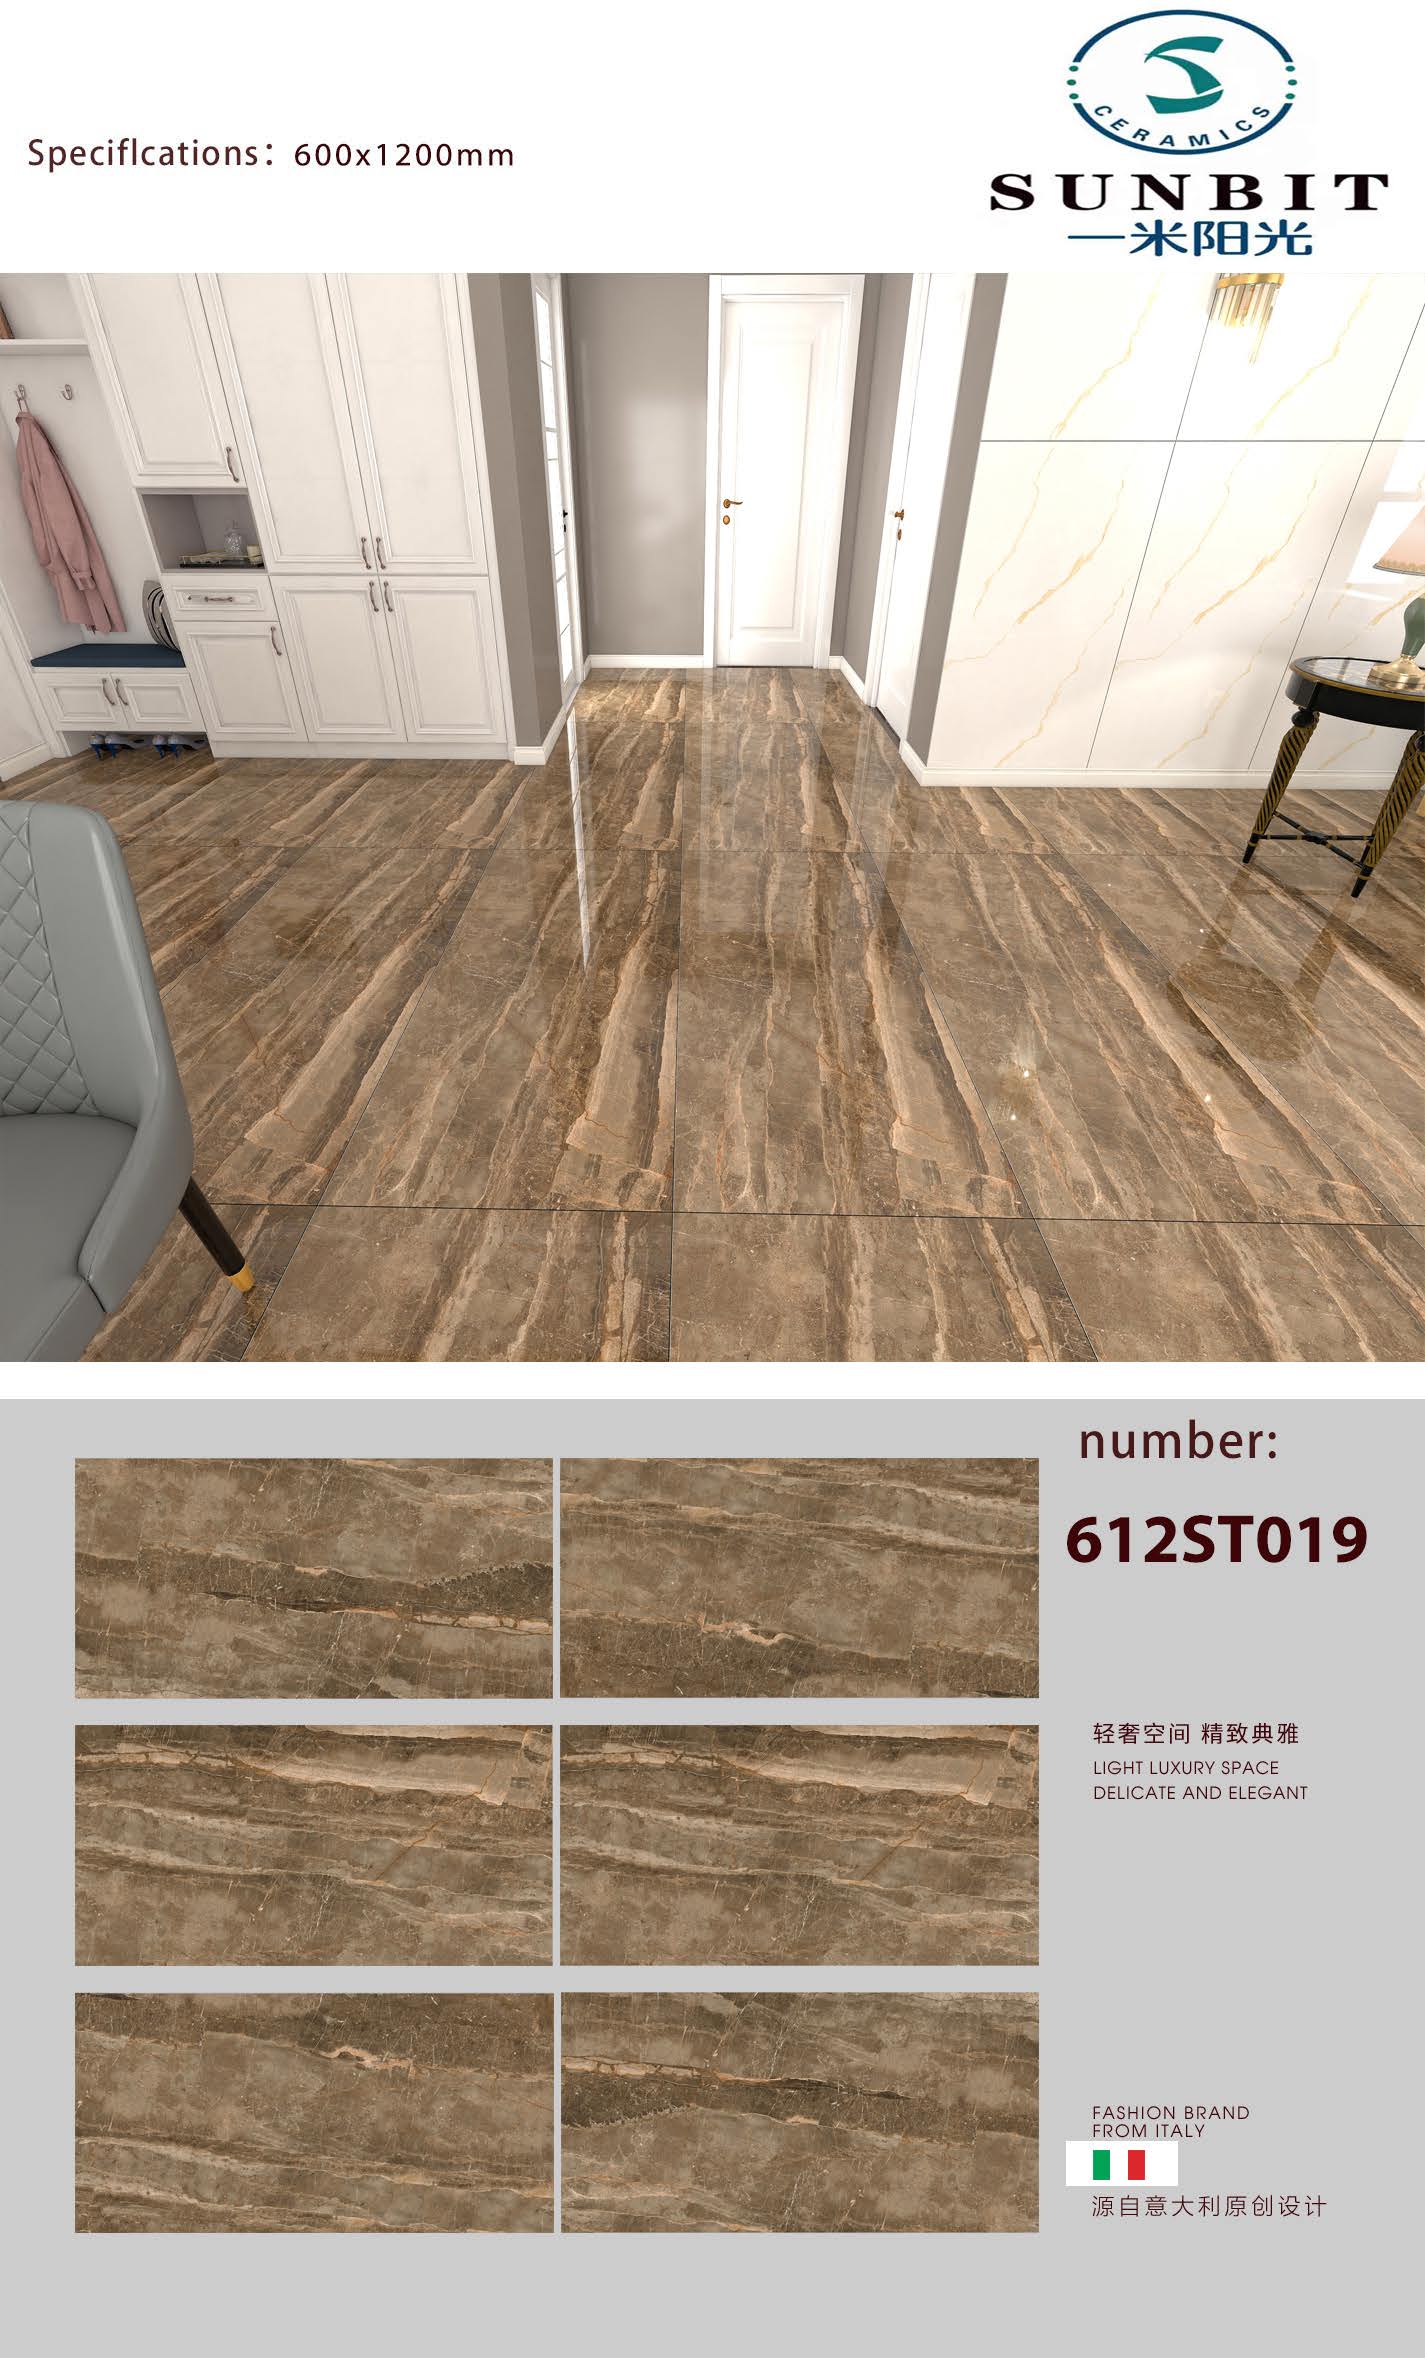 CERAMICS
SUNBIT
一米阳光
Speciflcations：600x1200mm
number:
612ST019
轻奢空间 精致典雅
LIGHT LUXURY SPACE
DELICATE AND ELEGANT
FASHION BRAND
FROM ITALY
源自意大利原创设计